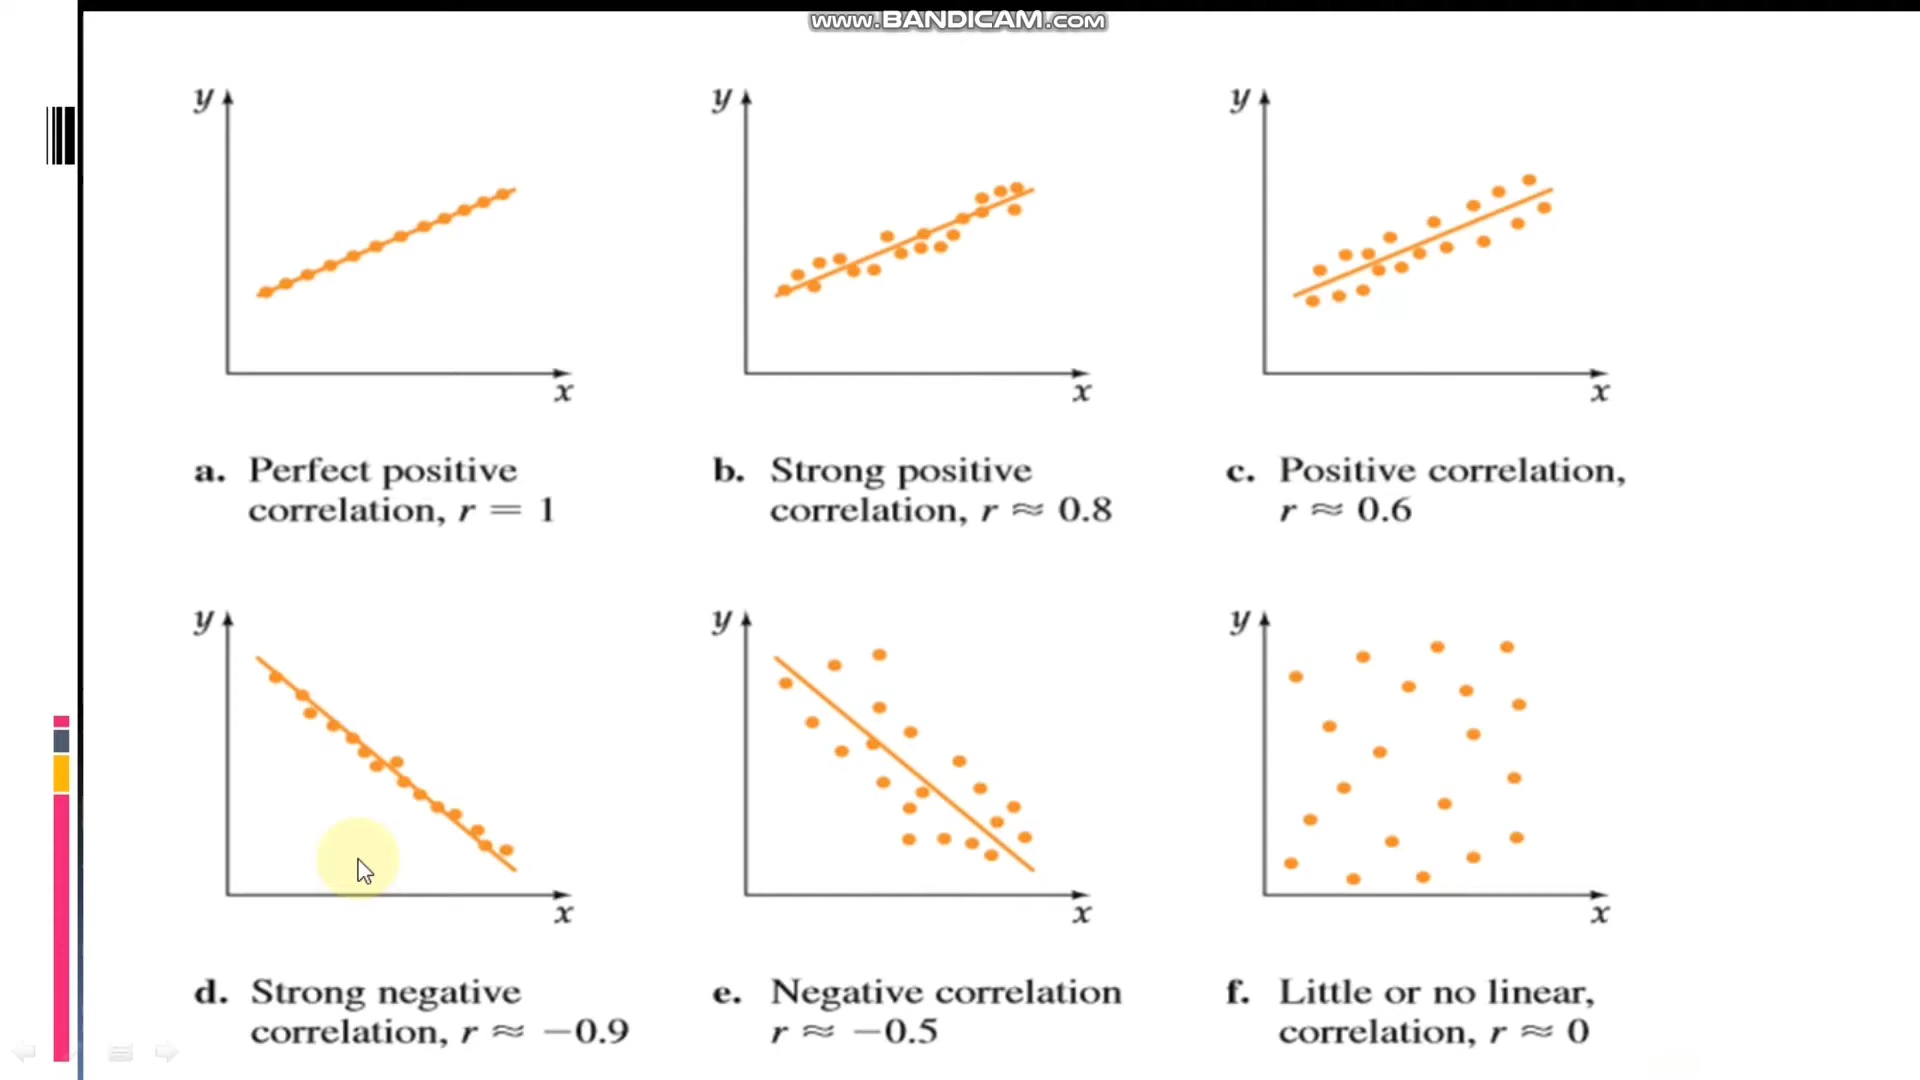 www.BANDICAM.com
y
y
y
x
x
x
a. Perfect positive
correlation, r = 1
b. Strong positive
correlation, r ≈ 0.8
c. Positive correlation,
r ≈ 0.6
y
y
y
x
x
x
d. Strong negative
correlation, r ≈ −0.9
e. Negative correlation
r ≈ −0.5
f. Little or no linear,
correlation, r ≈ 0